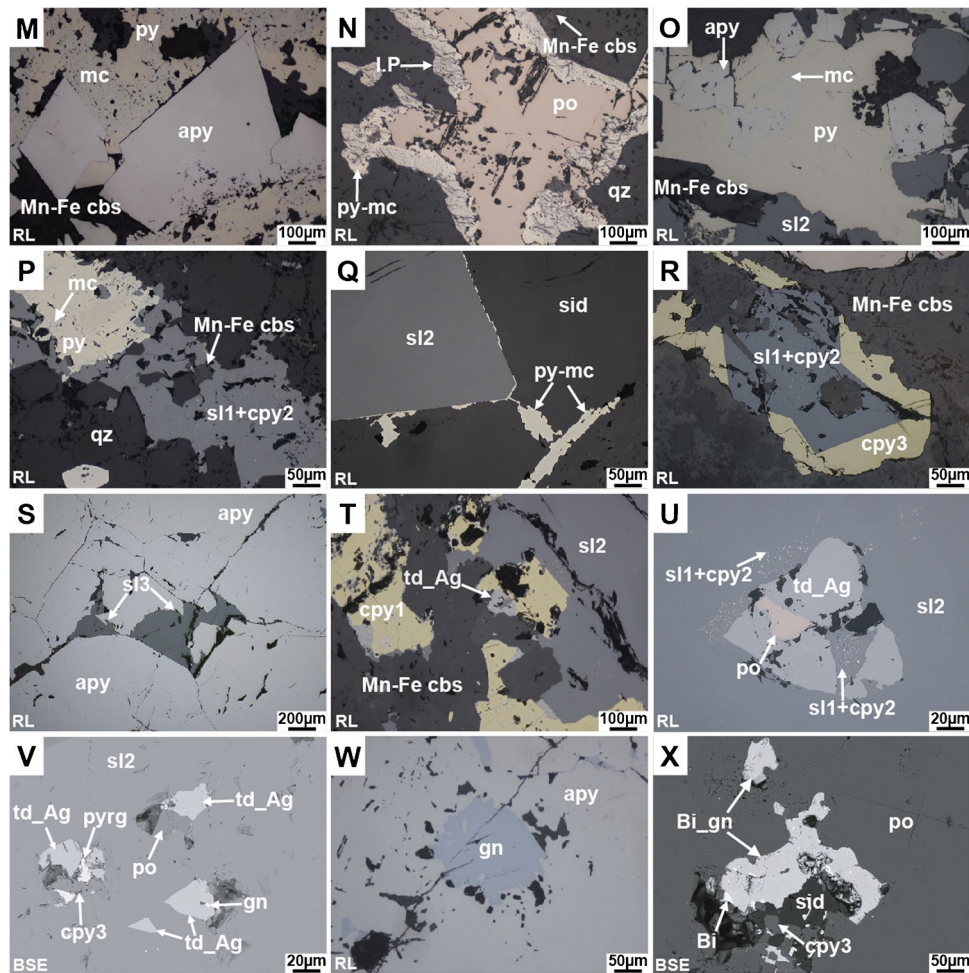 M
py
mc
apy
Mn-Fe cbs
RL
100µm
N
Mn-Fe cbs
I.P
po
py-mc
qz
RL
100µm
O
apy
mc
py
Mn-Fe cbs
sl2
RL
100µm
P
mc
Mn-Fe cbs
py
sl1+cpy2
qz
RL
50µm
Q
sl2
sid
py-mc
RL
50µm
R
Mn-Fe cbs
sl1+cpy2
cpy3
RL
50µm
S
apy
sl3
apy
RL
200µm
T
sl2
td_Ag
cpy1
Mn-Fe cbs
RL
100µm
U
sl1+cpy2
td_Ag
sl2
po
sl1+cpy2
RL
20µm
V
sl2
td_Ag
td_Ag
pyrg
po
gn
cpy3
td_Ag
BSE
20µm
W
apy
gn
RL
50µm
X
Bi_gn
po
sid
Bi
cpy3
BSE
50µm